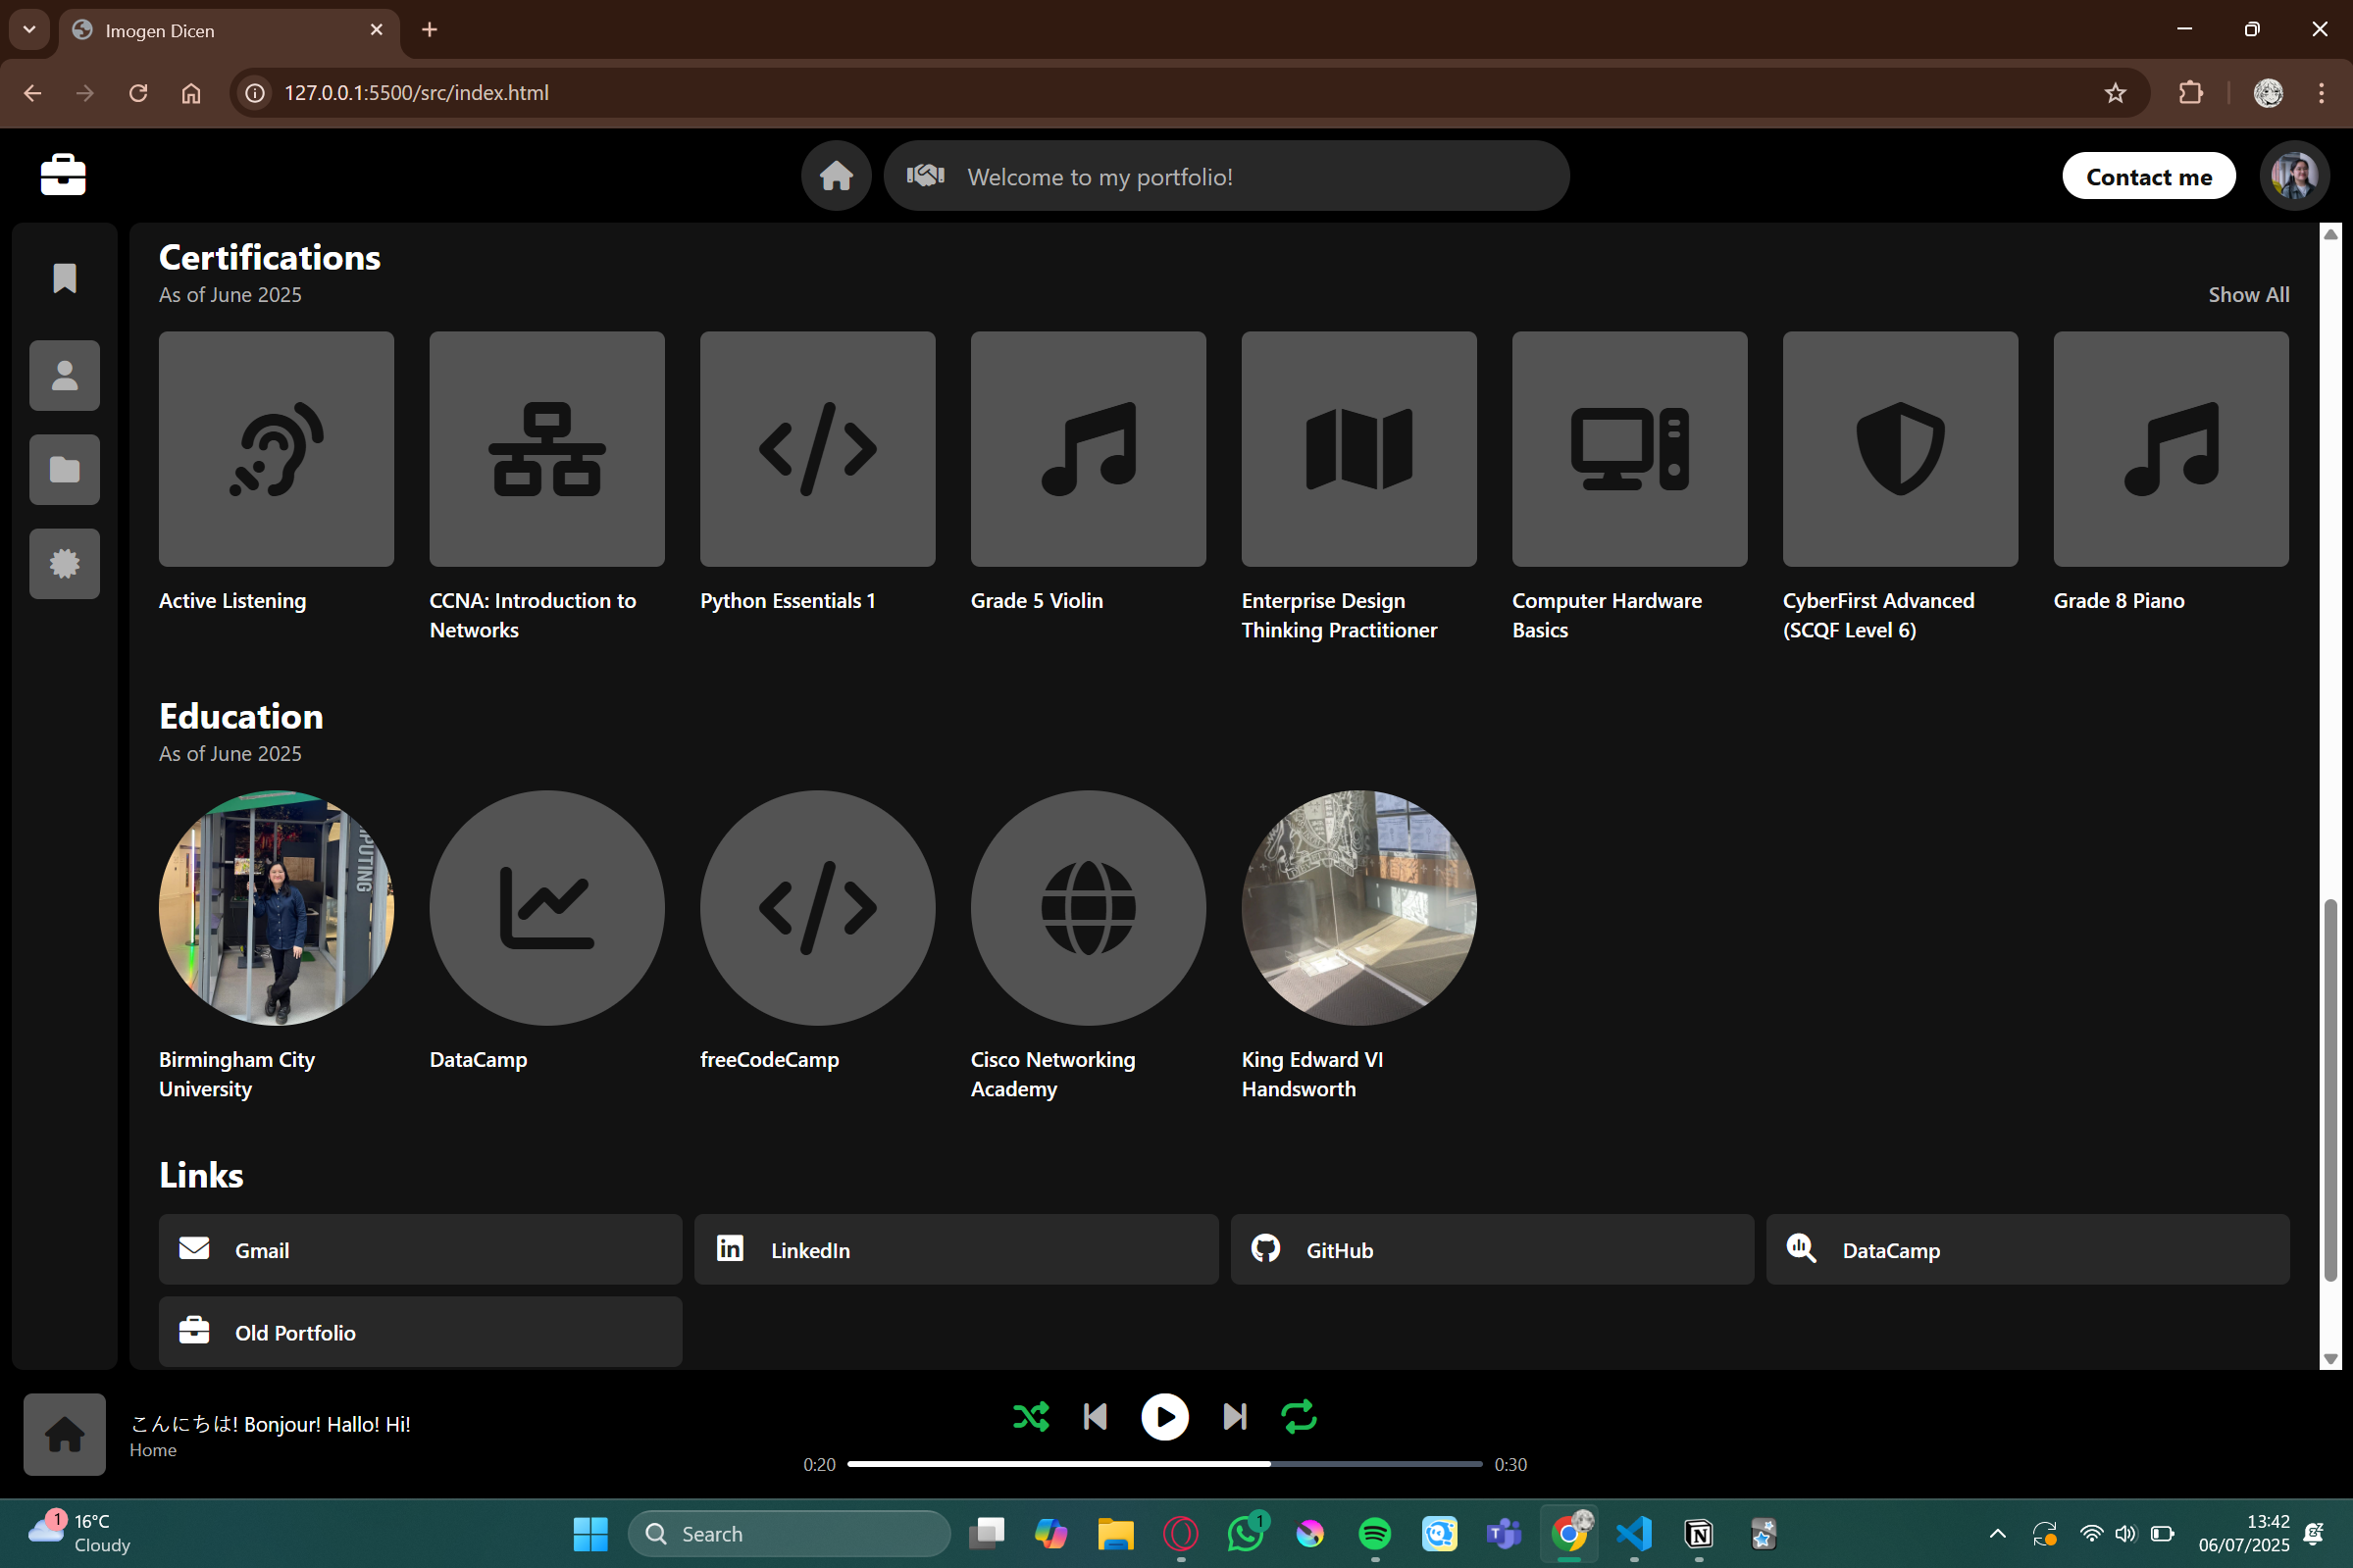 Imogen Dicen
127.0.0.1:5500/src/index.html
Welcome to my portfolio!
Contact me
Certifications
As of June 2025
Show All
Active Listening
CCNA: Introduction to
Networks
Python Essentials 1
Grade 5 Violin
Enterprise Design
Thinking Practitioner
Computer Hardware
Basics
CyberFirst Advanced
(SCQF Level 6)
Grade 8 Piano
Education
As of June 2025
PUTING
Birmingham City
University
DataCamp
freeCodeCamp
Cisco Networking
Academy
King Edward VI
Handsworth
Links
Gmail
LinkedIn
GitHub
DataCamp
Old Portfolio
こんにちは! Bonjour! Hallo! Hi!
Home
0:20
0:30
1
16°C
Cloudy
Search
1
13:42
06/07/2025